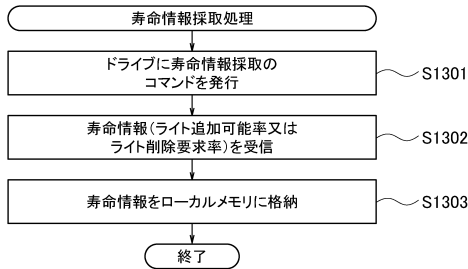 寿命情報採取処理
ドライブに寿命情報採取の
コマンドを発行
S1301
寿命情報(ライト追加可能率又は
ライト削除要求率)を受信
S1302
寿命情報をローカルメモリに格納
S1303
終了